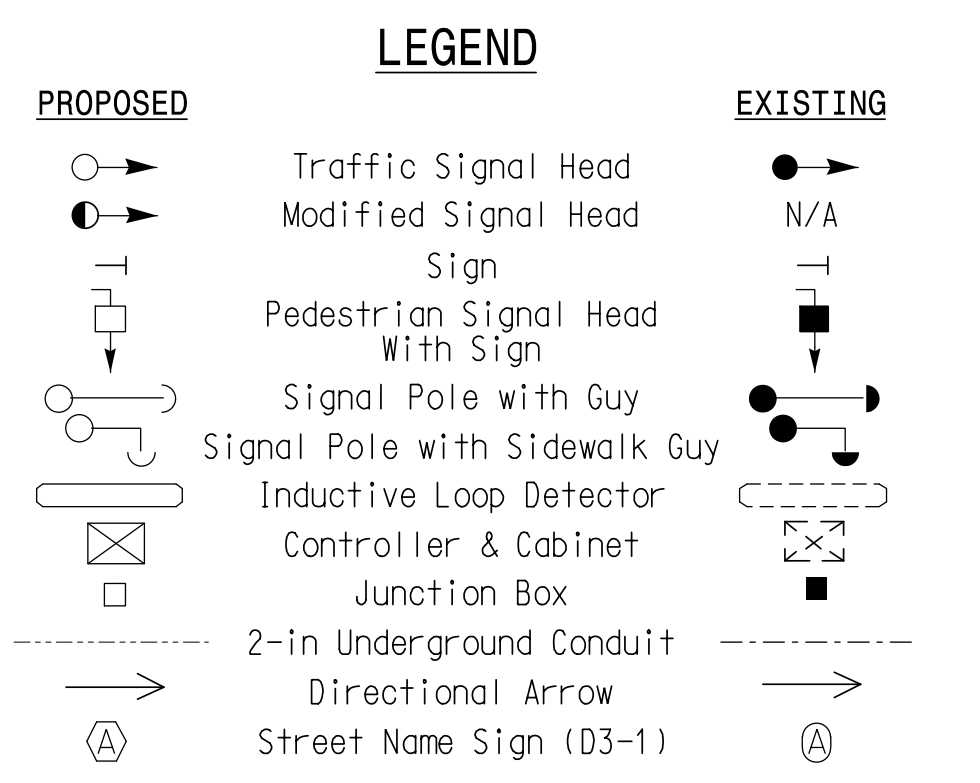 LEGEND
PROPOSED EXISTING
Traffic Signal Head
Modified Signal Head N/A
Sign
Pedestrian Signal Head
With Sign
Signal Pole with Guy
Signal Pole with Sidewalk Guy
Inductive Loop Detector
Controller & Cabinet
Junction Box
2-in Underground Conduit
Directional Arrow
A Street Name Sign (D3-1) A